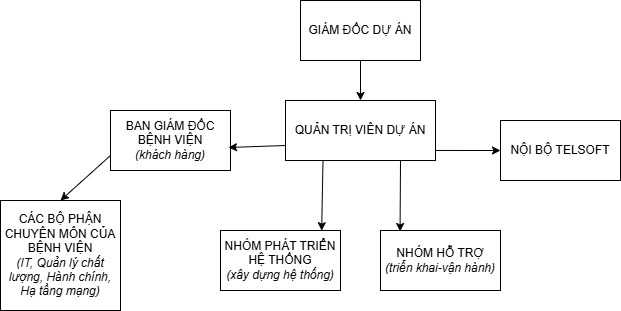 GIÁM ĐỐC DỰ ÁN
QUẢN TRỊ VIÊN DỰ ÁN
BAN GIÁM ĐỐC
BỆNH VIỆN
(khách hàng)
NỘI BỘ TELSOFT
CÁC BỘ PHẬN
CHUYÊN MÔN CỦA
BỆNH VIỆN
(IT, Quản lý chất
lượng, Hành chính,
Hạ tầng mạng)
NHÓM PHÁT TRIỂN
HỆ THỐNG
(xây dựng hệ thống)
NHÓM HỖ TRỢ
(triển khai-vận hành)